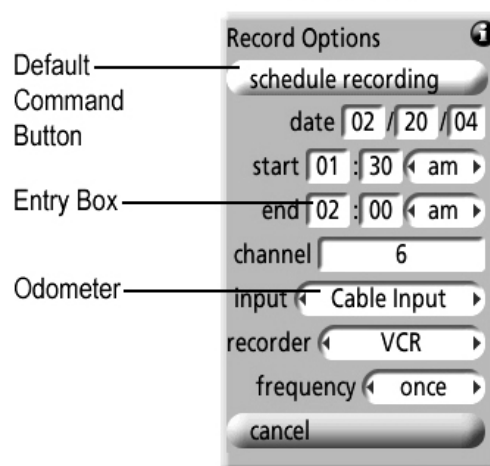 Record Options i
Default
Command
Button
schedule recording
date 02 / 20 / 04
start 01 : 30 am
Entry Box
end 02 : 00 am
channel 6
Odometer
input Cable Input
recorder VCR
frequency once
cancel